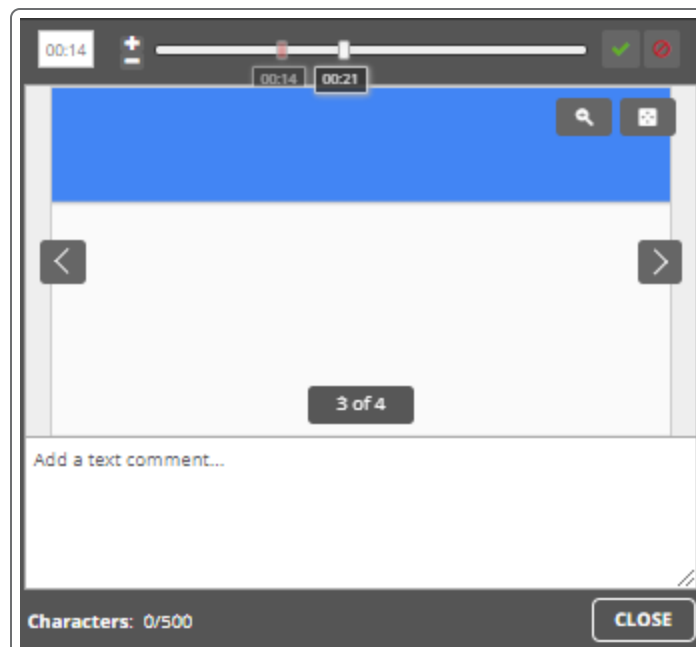 00:14
00:14 00:21
3 of 4
Add a text comment...
Characters: 0/500
CLOSE